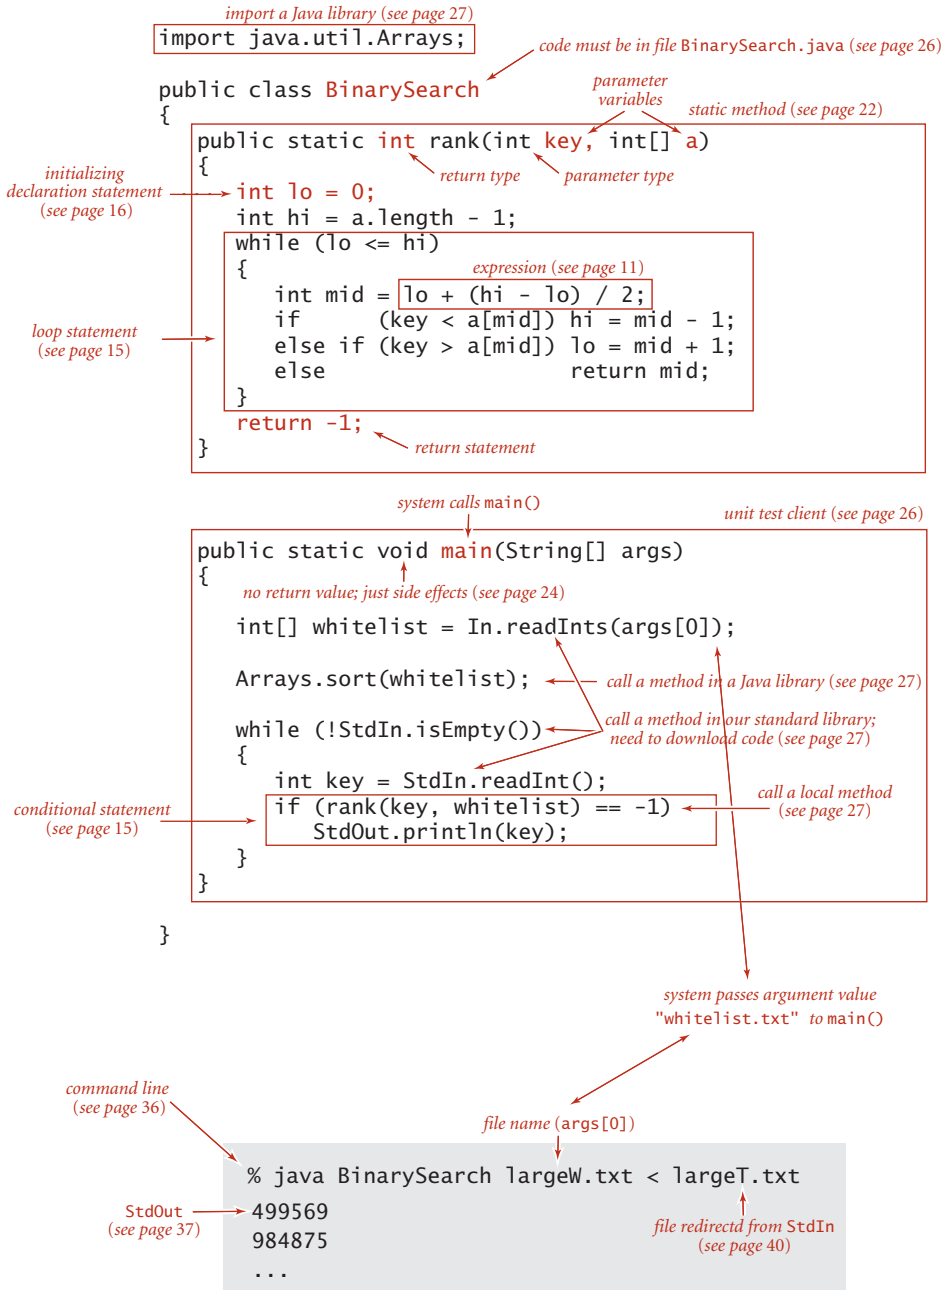 import a Java library (see page 27)
import java.util.Arrays;
code must be in file BinarySearch.java (see page 26)
public class BinarySearch
parameter
variables
{
static method (see page 22)
public static int rank(int key, int[] a)
{
return type
parameter type
initializing
declaration statement
(see page 16)
int lo = 0;
int hi = a.length - 1;
while (lo <= hi)
{
expression (see page 11)
int mid = lo + (hi - lo) / 2;
if (key < a[mid]) hi = mid - 1;
else if (key > a[mid]) lo = mid + 1;
else return mid;
loop statement
(see page 15)
}
return -1;
return statement
}
system calls main()
unit test client (see page 26)
public static void main(String[] args)
{
no return value; just side effects (see page 24)
int[] whitelist = In.readInts(args[0]);
Arrays.sort(whitelist);
call a method in a Java library (see page 27)
call a method in our standard library;
need to download code (see page 27)
while (!StdIn.isEmpty())
{
int key = StdIn.readInt();
if (rank(key, whitelist) == -1)
StdOut.println(key);
call a local method
(see page 27)
conditional statement
(see page 15)
}
}
}
system passes argument value
"whitelist.txt" to main()
command line
(see page 36)
file name (args[0])
% java BinarySearch largeW.txt < largeT.txt
StdOut
(see page 37)
499569
984875
...
file redirectd from StdIn
(see page 40)